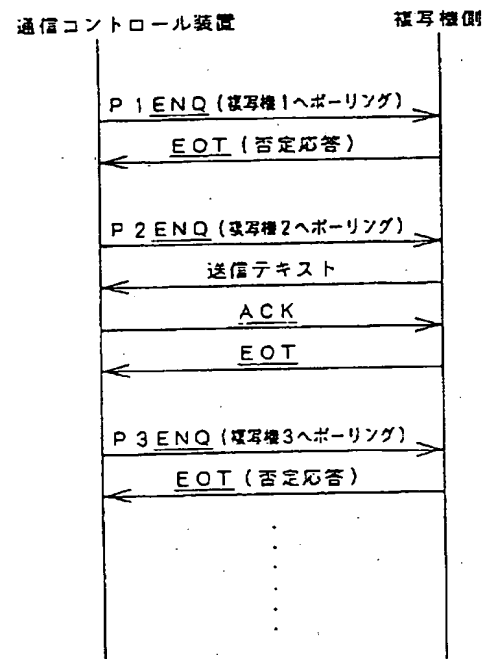 通信コントロール装置
複写機側
P1ENQ(複写機1へポーリング)
EOT(否定応答)
P2ENQ(複写機2へポーリング)
送信テキスト
ACK
EOT
P3ENQ(複写機3へポーリング)
EOT(否定応答)